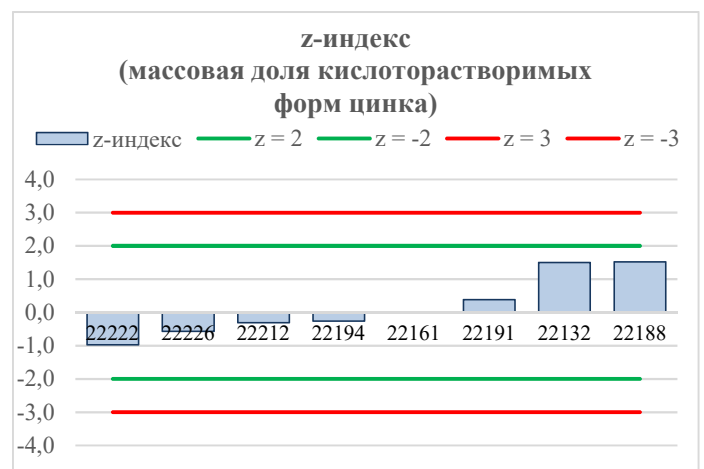 z-индекс
(массовая доля кислоторастворимых
форм цинка)
z-индекс z = 2 z = -2 z = 3 z = -3
4,0
3,0
2,0
1,0
0,0
22222 22226 22212 22194 22161 22191 22132 22188
-1,0
-2,0
-3,0
-4,0